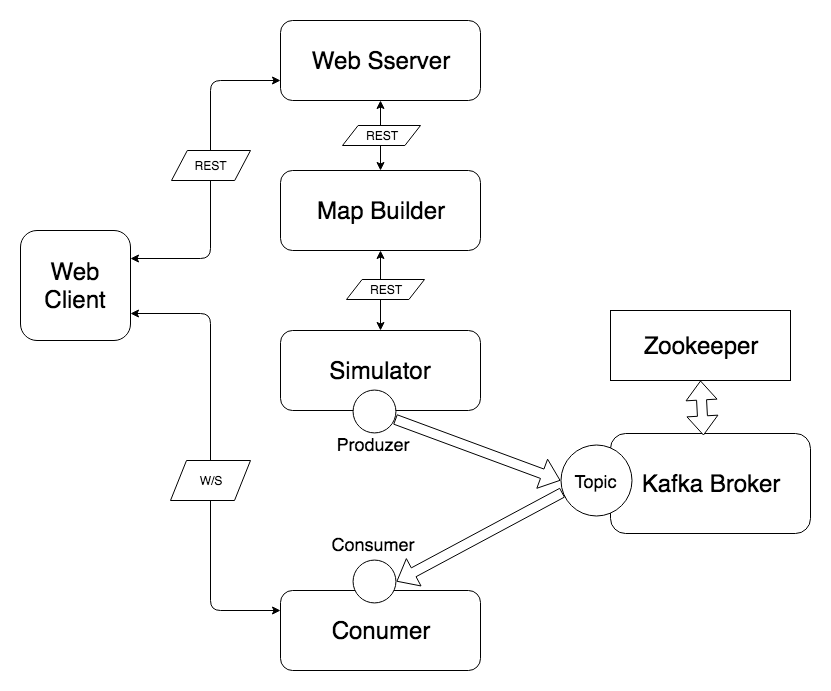 Web Sserver
REST
REST
Map Builder
Web
Client
REST
Zookeeper
Simulator
Produzer
W/S
Topic
Kafka Broker
Consumer
Conumer